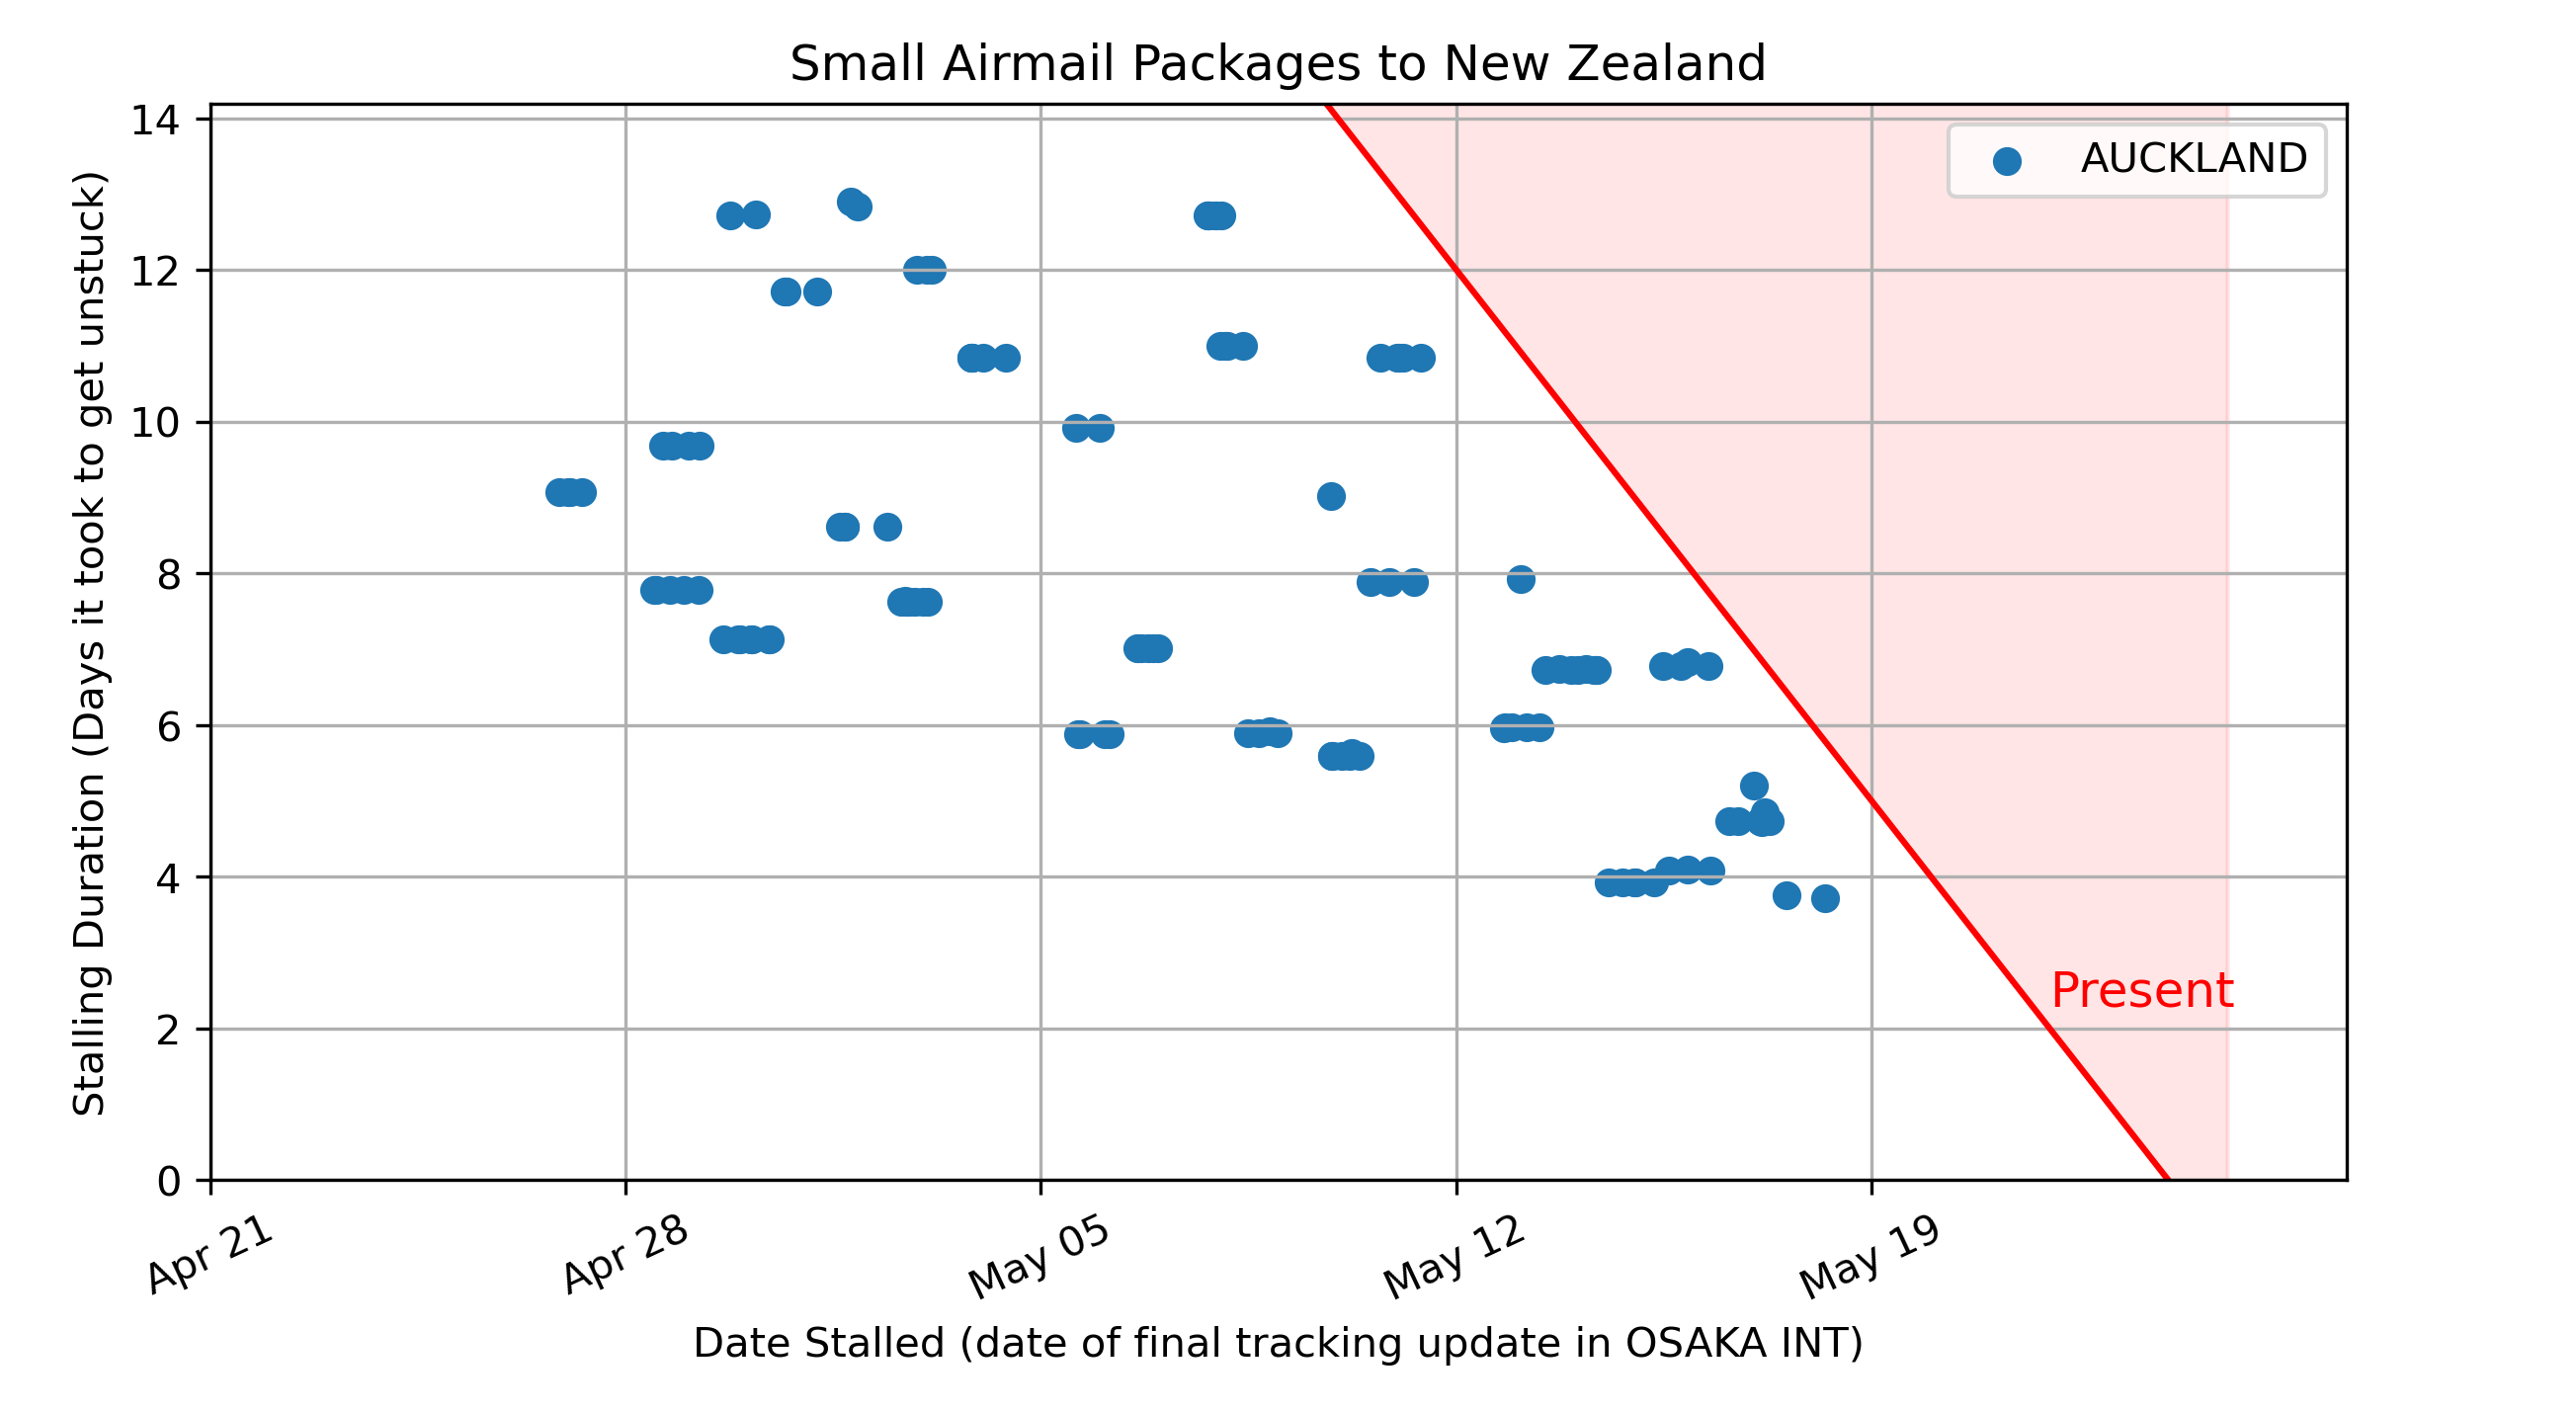 Small Airmail Packages to New Zealand
Stalling Duration (Days it took to get unstuck)
14
12
10
8
6
4
2
0
AUCKLAND
Present
Apr 21
Apr 28
May 05
May 12
May 19
Date Stalled (date of final tracking update in OSAKA INT)